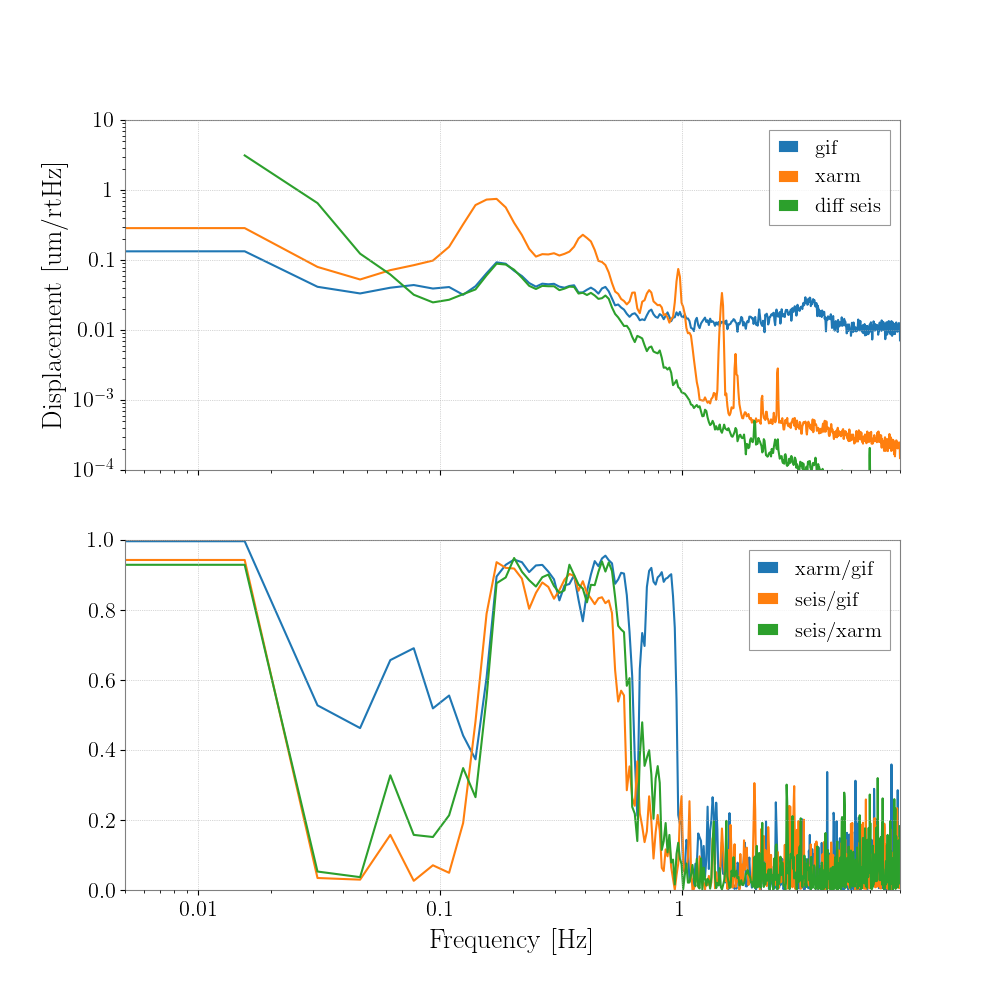 Displacement [um/rtHz]
10
1
0.1
0.01
10⁻³
10⁻⁴
gif
xarm
diff seis
1.0
0.8
0.6
0.4
0.2
0.0
xarm/gif
seis/gif
seis/xarm
0.01 0.1 1
Frequency [Hz]